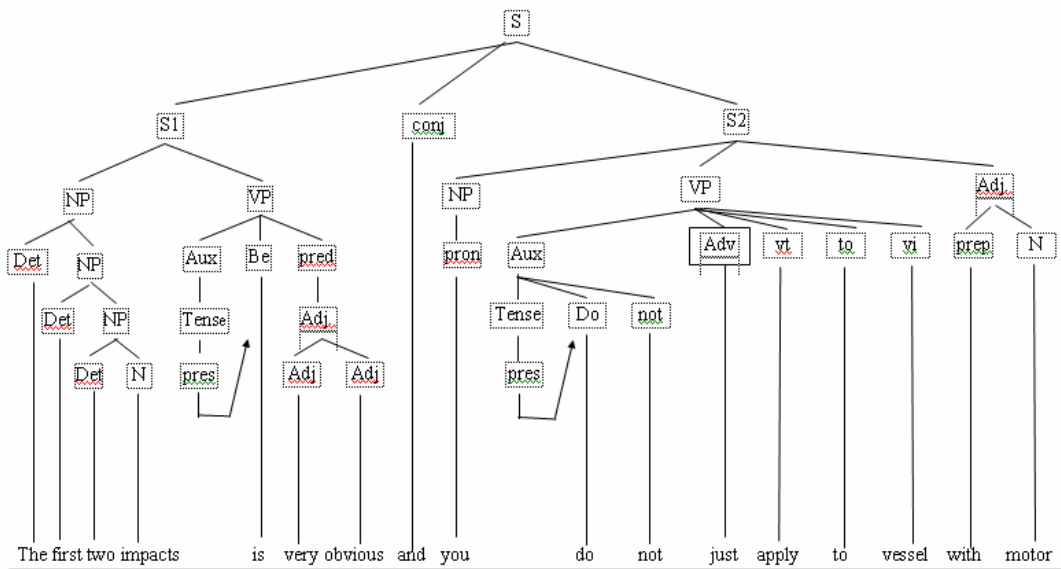 S
S1 conj S2
NP VP NP VP Adj.
Det NP Aux Be pred pron Aux Adv vt to vi prep N
Det NP Tense Adj. Tense Do not
Det N pres Adj Adj pres
The first two impacts is very obvious and you do not just apply to vessel with motor